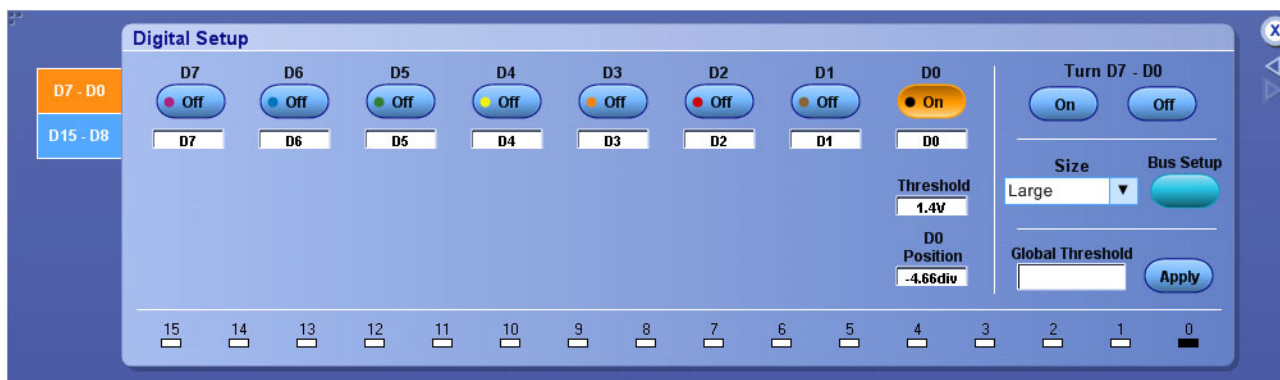 Digital Setup
D7 - D0
D15 - D8
D7 D6 D5 D4 D3 D2 D1 D0
Off Off Off Off Off Off Off On
D7 D6 D5 D4 D3 D2 D1 D0
Threshold
1.4V
D0
Position
-4.66div
Turn D7 - D0
On Off
Size
Large
Bus Setup
Global Threshold
Apply
15 14 13 12 11 10 9 8 7 6 5 4 3 2 1 0
X